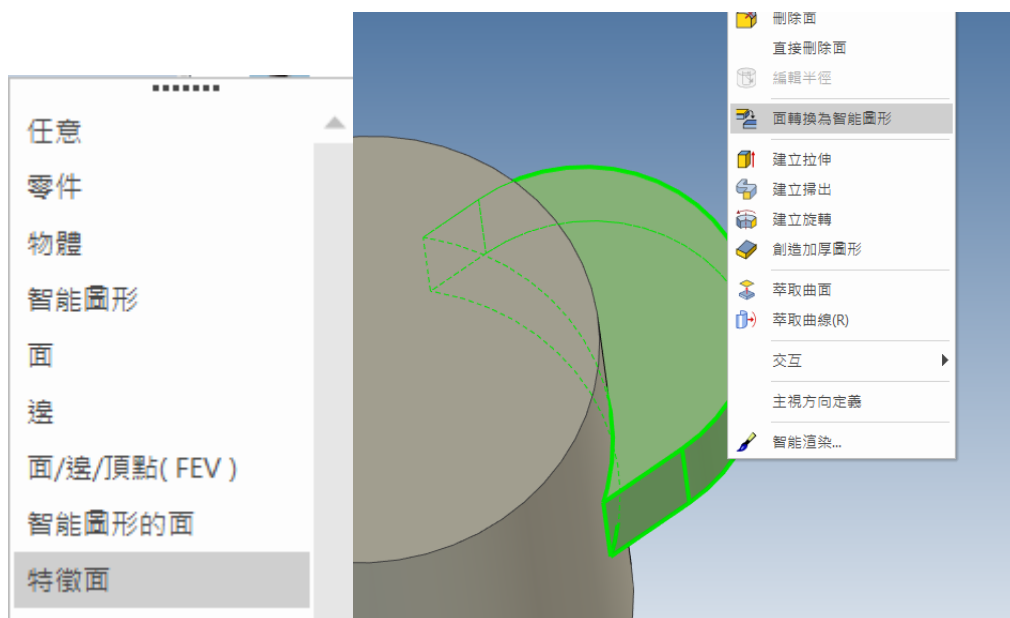 任意
零件
物體
智能圖形
面
邊
面/邊/頂點( FEV )
智能圖形的面
特徵面
刪除面
直接刪除面
編輯半徑
面轉換為智能圖形
建立拉伸
建立掃出
建立旋轉
創造加厚圖形
萃取曲面
萃取曲線(R)
交互
主視方向定義
智能渲染...